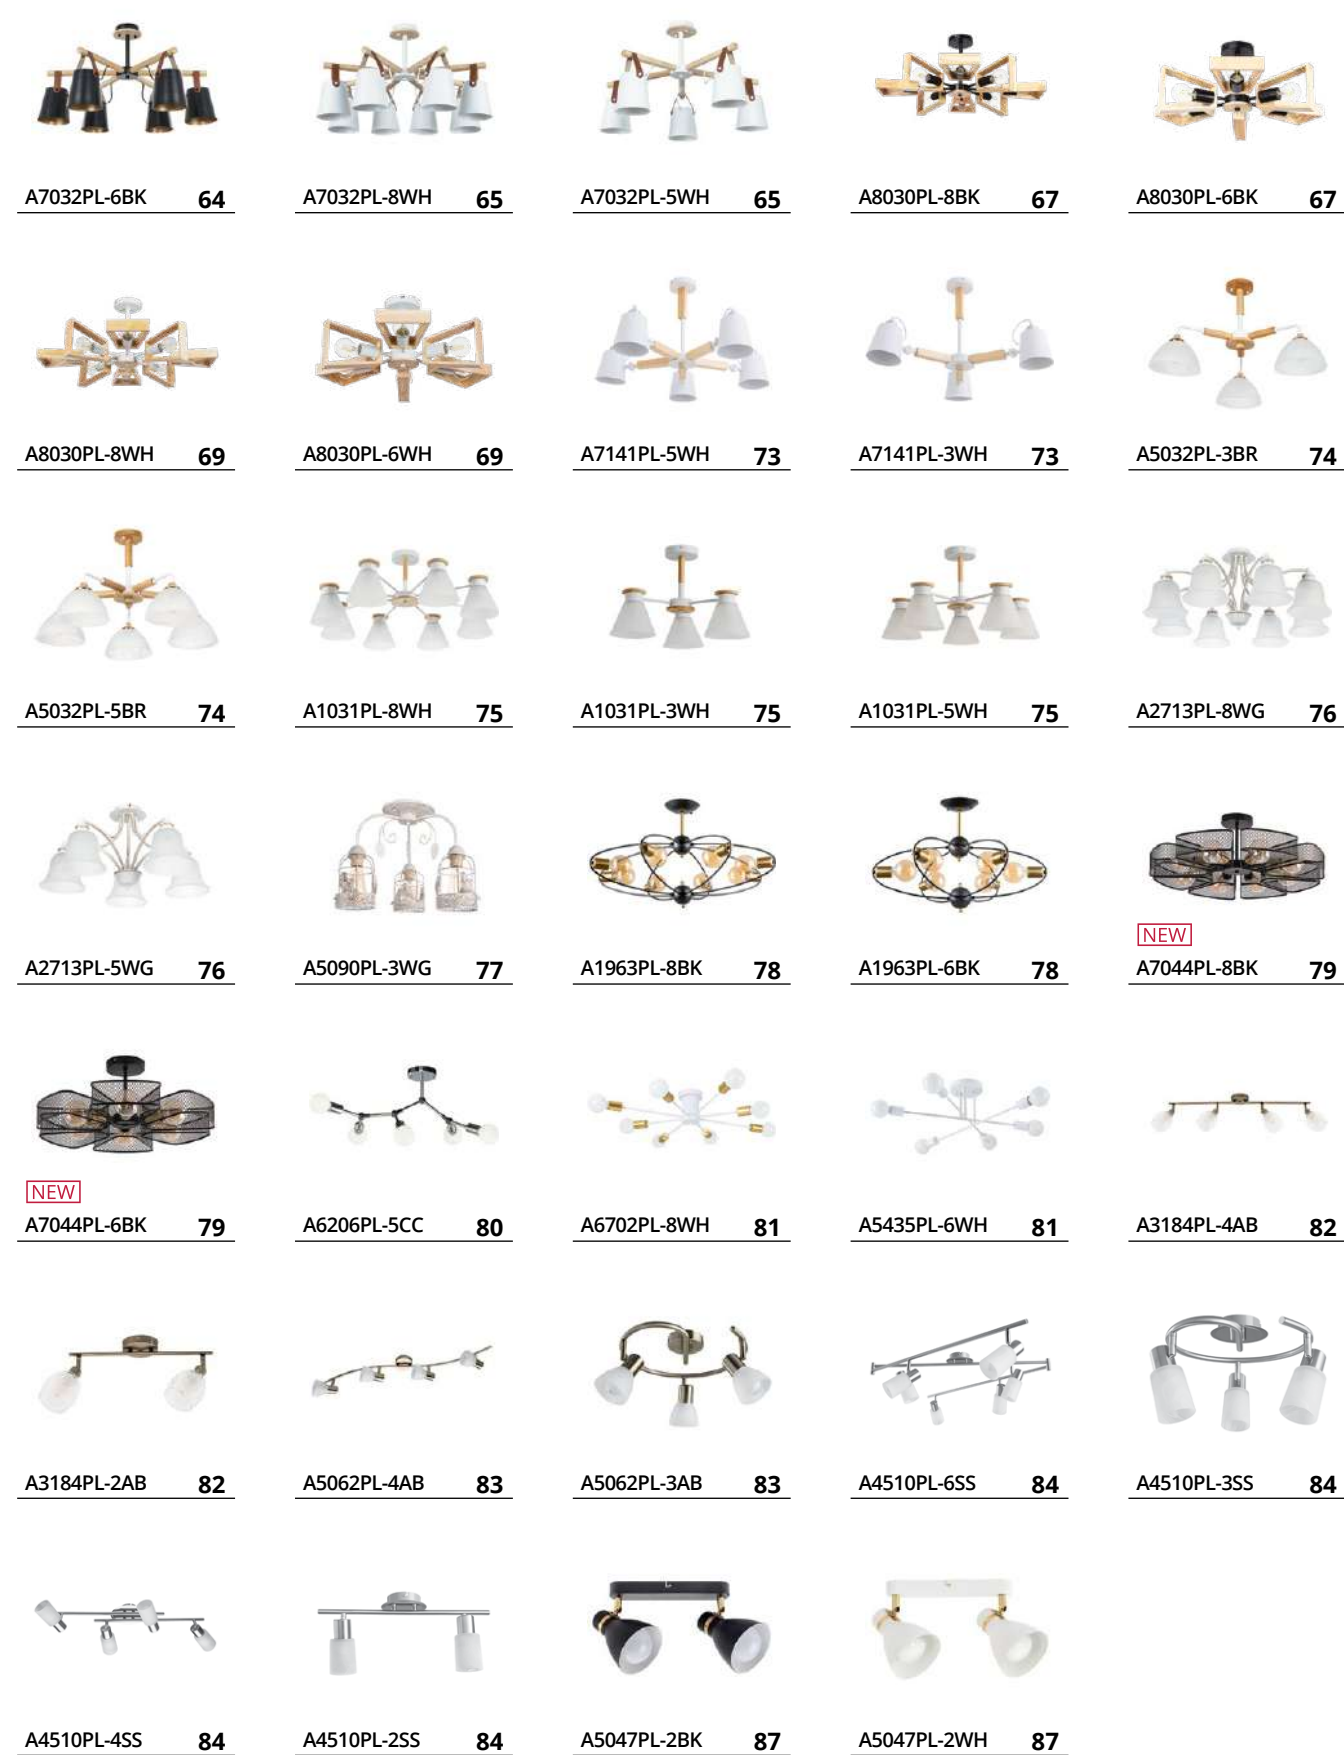 A7032PL-6BK 64 A7032PL-8WH 65 A7032PL-5WH 65 A8030PL-8BK 67 A8030PL-6BK 67
A8030PL-8WH 69 A8030PL-6WH 69 A7141PL-5WH 73 A7141PL-3WH 73 A5032PL-3BR 74
A5032PL-5BR 74 A1031PL-8WH 75 A1031PL-3WH 75 A1031PL-5WH 75 A2713PL-8WG 76
NEW
A2713PL-5WG 76 A5090PL-3WG 77 A1963PL-8BK 78 A1963PL-6BK 78 A7044PL-8BK 79
NEW
A7044PL-6BK 79 A6206PL-5CC 80 A6702PL-8WH 81 A5435PL-6WH 81 A3184PL-4AB 82
A3184PL-2AB 82 A5062PL-4AB 83 A5062PL-3AB 83 A4510PL-6SS 84 A4510PL-3SS 84
A4510PL-4SS 84 A4510PL-2SS 84 A5047PL-2BK 87 A5047PL-2WH 87